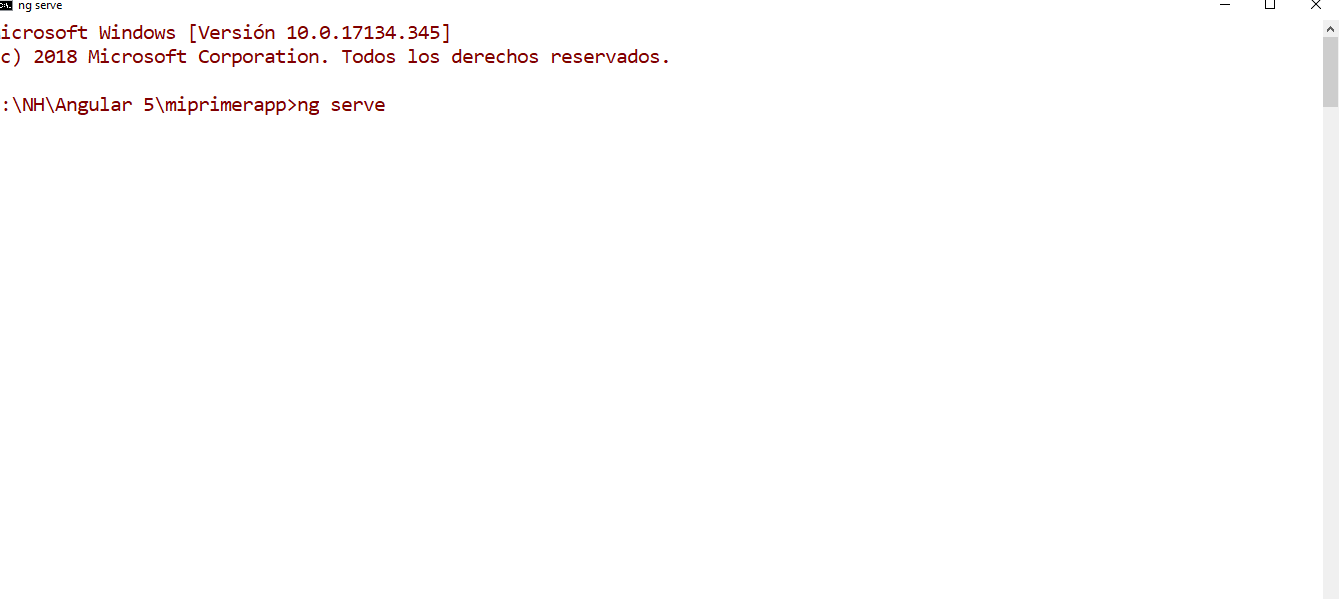 ng serve
icrosoft Windows [Versión 10.0.17134.345]
c) 2018 Microsoft Corporation. Todos los derechos reservados.
:\NH\Angular 5\miprimerapp>ng serve